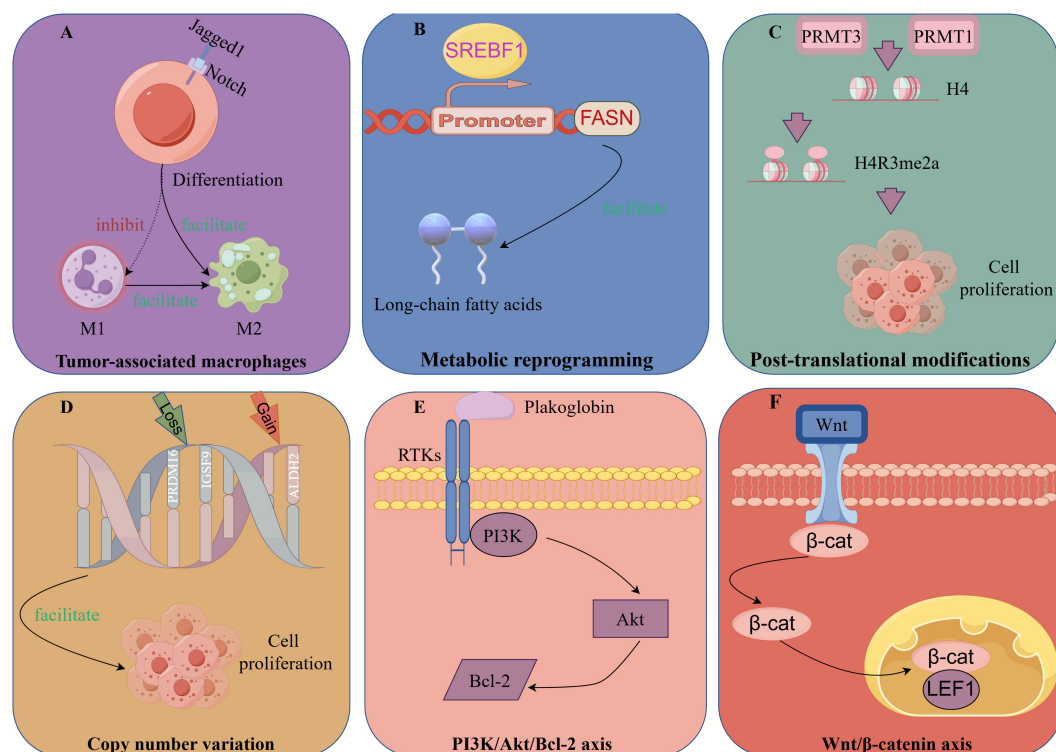 A
Jagged1
Notch
Differentiation
inhibit
facilitate
facilitate
M1
M2
Tumor-associated macrophages
B
SREBF1
Promoter
FASN
facilitate
Long-chain fatty acids
Metabolic reprogramming
C
PRMT3
PRMT1
H4
H4R3me2a
Cell
proliferation
Post-translational modifications
D
Loss
Gain
PRDM16
IGSF9
ALDH2
facilitate
Cell
proliferation
Copy number variation
E
Plakoglobin
RTKs
PI3K
Akt
Bcl-2
PI3K/Akt/Bcl-2 axis
F
Wnt
β-cat
β-cat
β-cat
LEF1
Wnt/β-catenin axis